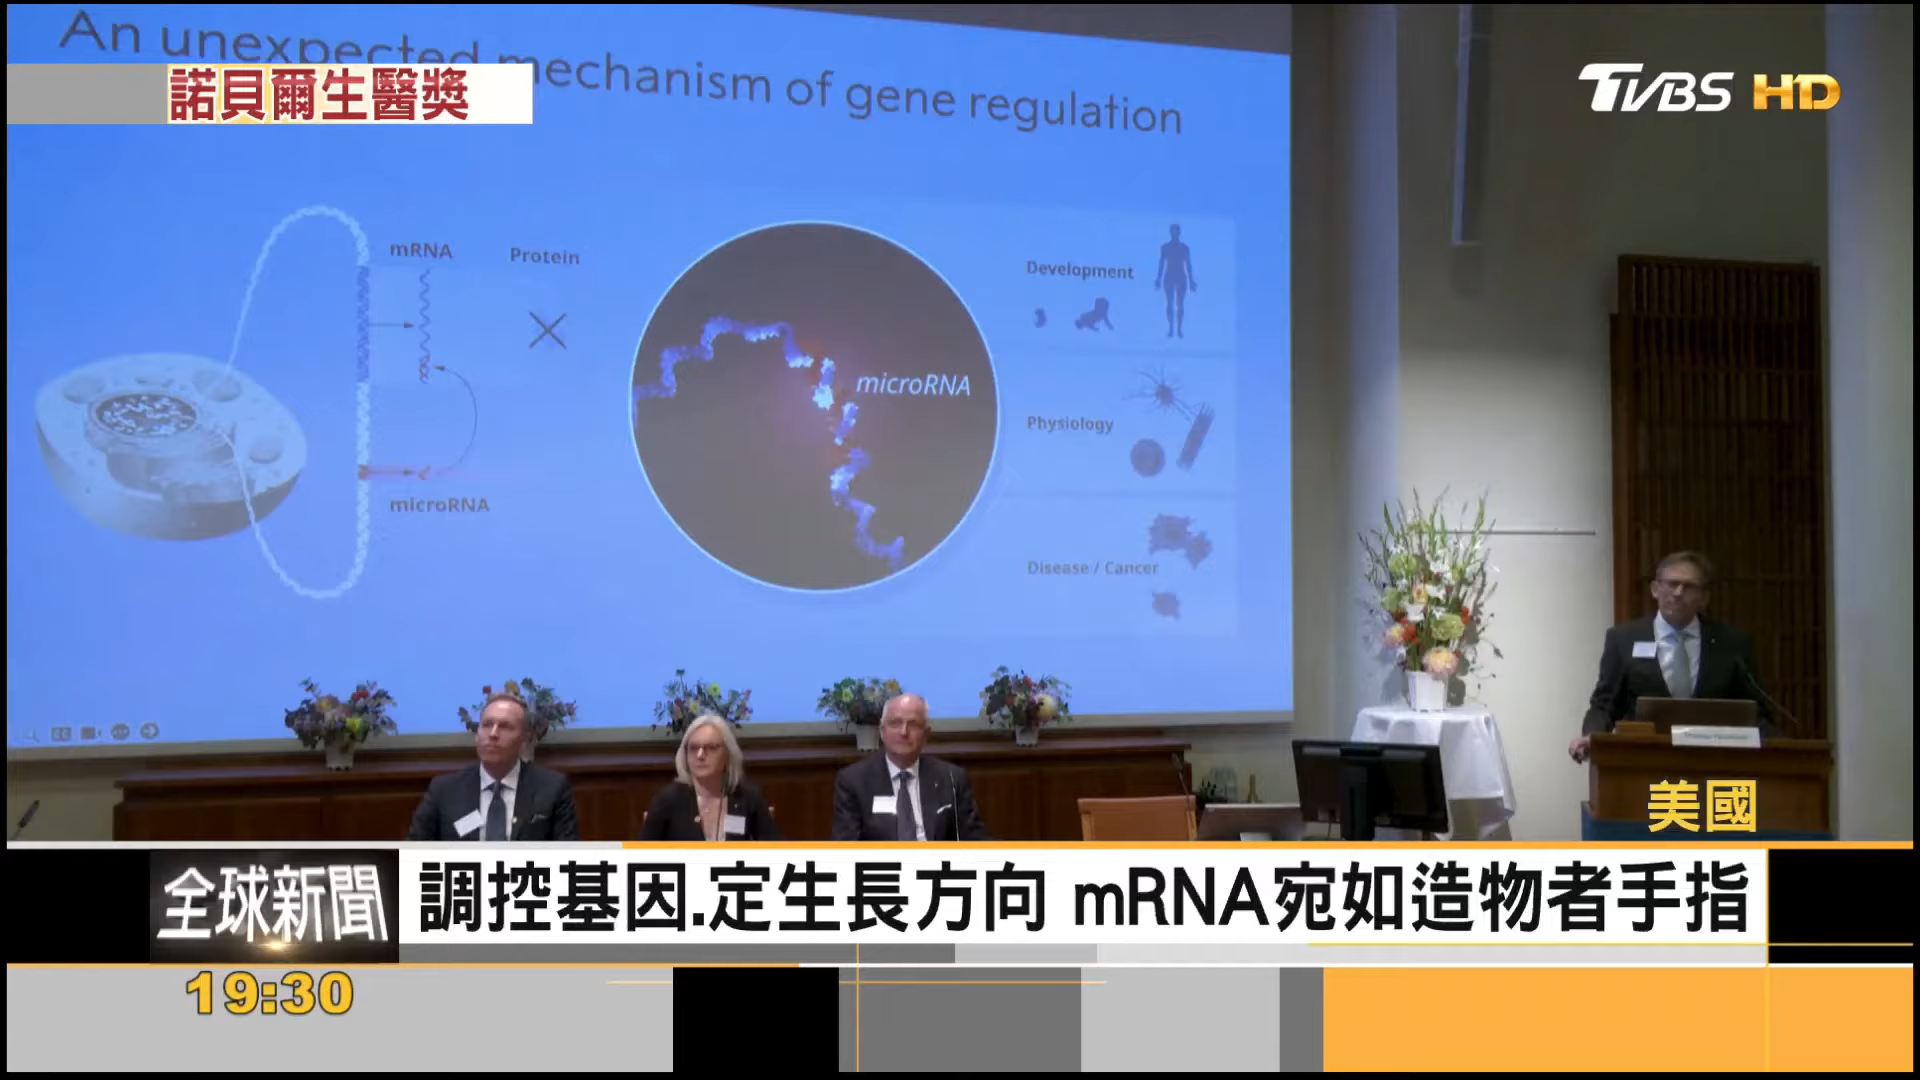 An unexpected mechanism of gene regulation
諾貝爾生醫獎
TVBS HD
mRNA
Protein
microRNA
microRNA
Development
Physiology
Disease / Cancer
美國
全球新聞
調控基因.定生長方向 mRNA宛如造物者手指
19:30